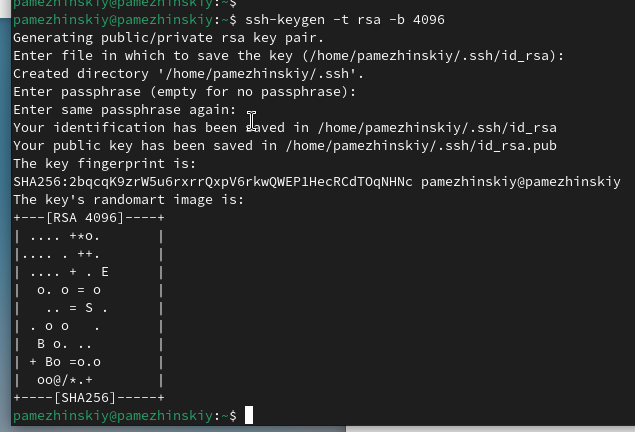 pamezhinskiy@pamezhinskiy:~$
pamezhinskiy@pamezhinskiy:~$ ssh-keygen -t rsa -b 4096
Generating public/private rsa key pair.
Enter file in which to save the key (/home/pamezhinskiy/.ssh/id_rsa):
Created directory '/home/pamezhinskiy/.ssh'.
Enter passphrase (empty for no passphrase):
Enter same passphrase again:
Your identification has been saved in /home/pamezhinskiy/.ssh/id_rsa
Your public key has been saved in /home/pamezhinskiy/.ssh/id_rsa.pub
The key fingerprint is:
SHA256:2bqcqK9zrW5u6rxrrQxpV6rkwQWEP1HecRCdTOqNHNc pamezhinskiy@pamezhinskiy
The key's randomart image is:
+---[RSA 4096]----+
| .... +*o.       |
|.... . ++.       |
| .... + . E      |
|  o. o = o       |
|   .. = S .      |
| . o o   .       |
|  B o. ..        |
| + Bo =o.o       |
|  oo@/*.+        |
+----[SHA256]-----+
pamezhinskiy@pamezhinskiy:~$